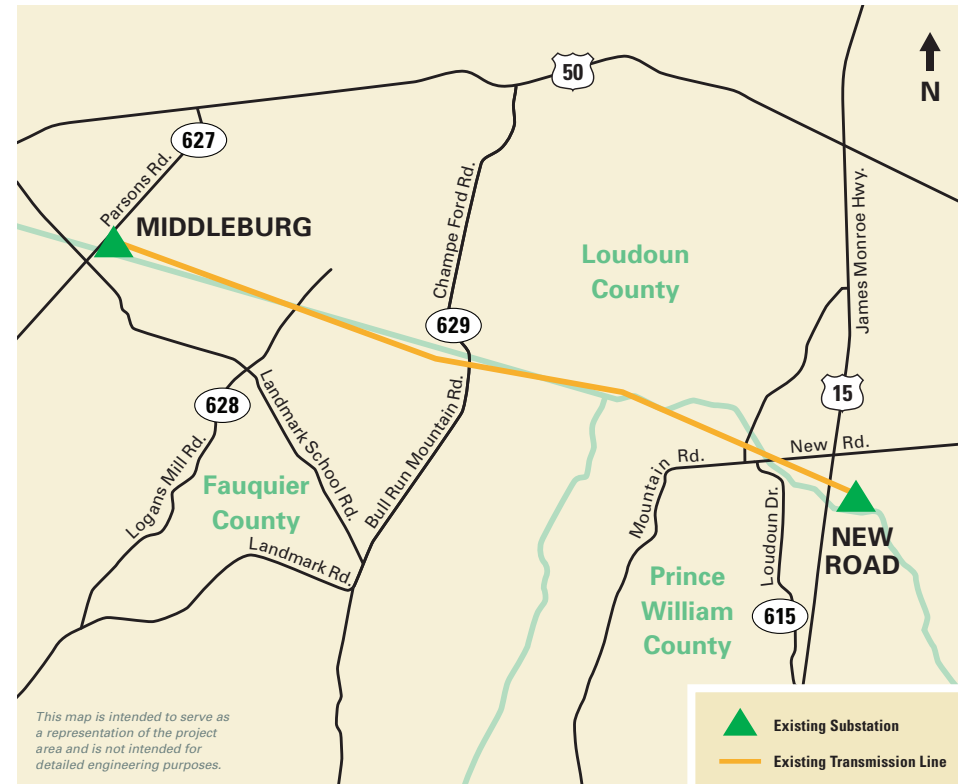 50
N
627
Parsons Rd.
MIDDLEBURG
Champe Ford Rd.
James Monroe Hwy.
Loudoun
County
629
628
Landmark School Rd.
15
Logans Mill Rd.
Bull Run Mountain Rd.
Mountain Rd.
New Rd.
Fauquier
County
Landmark Rd.
Loudoun Dr.
NEW
ROAD
Prince
William
County
615
This map is intended to serve as
a representation of the project
area and is not intended for
detailed engineering purposes.
Existing Substation
Existing Transmission Line